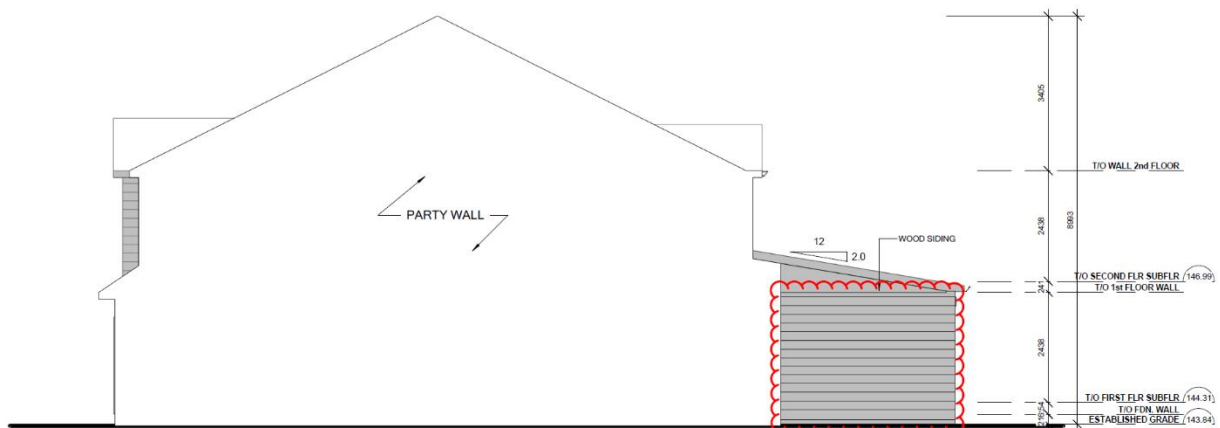 3405
T/O WALL 2nd FLOOR
PARTY WALL
2438
8993
12
WOOD SIDING
2.0
T/O SECOND FLR SUBFLR 146.99
241
T/O 1st FLOOR WALL
2438
T/O FIRST FLR SUBFLR 144.31
T/O FDN. WALL
ESTABLISHED GRADE 143.84